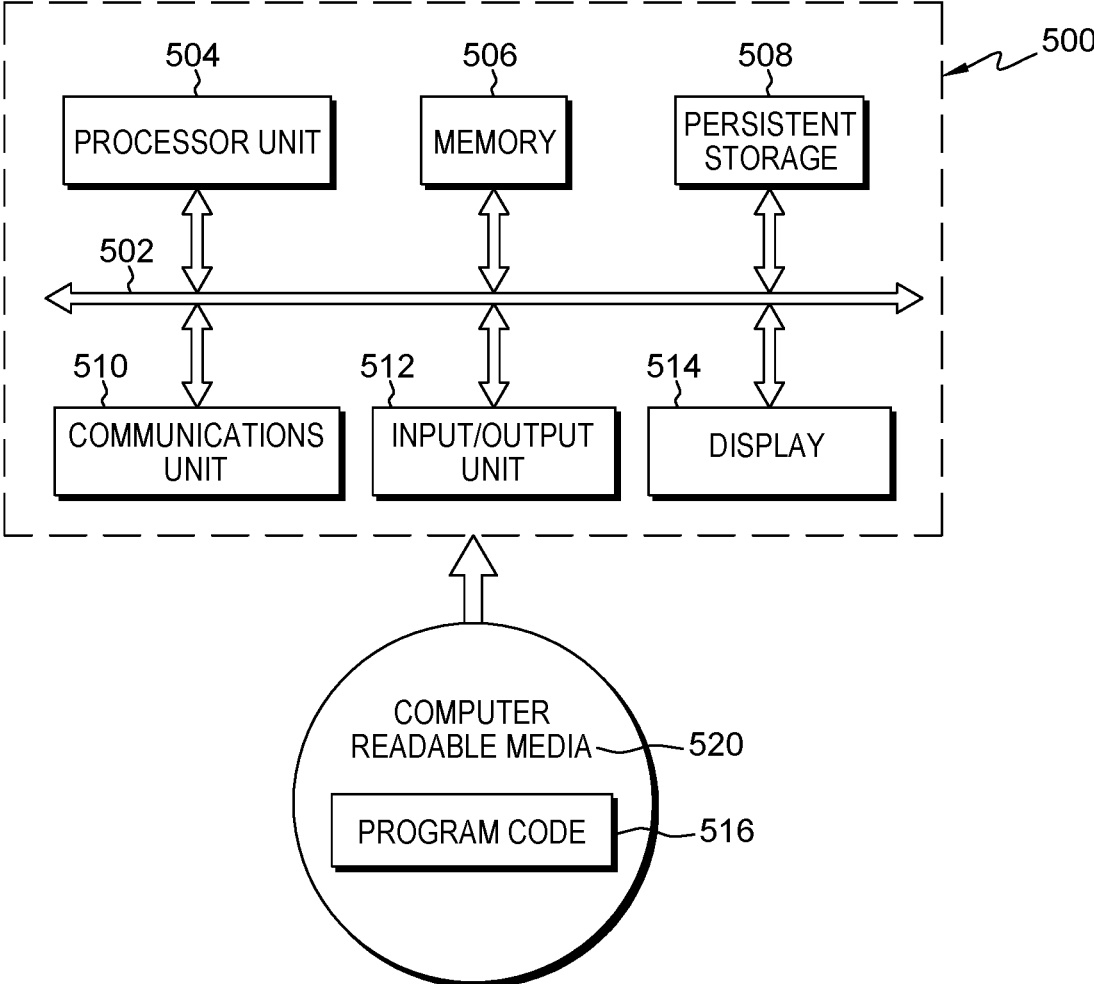 500
504
506
508
PROCESSOR UNIT
MEMORY
PERSISTENT
STORAGE
502
510
512
514
COMMUNICATIONS
UNIT
INPUT/OUTPUT
UNIT
DISPLAY
COMPUTER
READABLE MEDIA
520
PROGRAM CODE
516